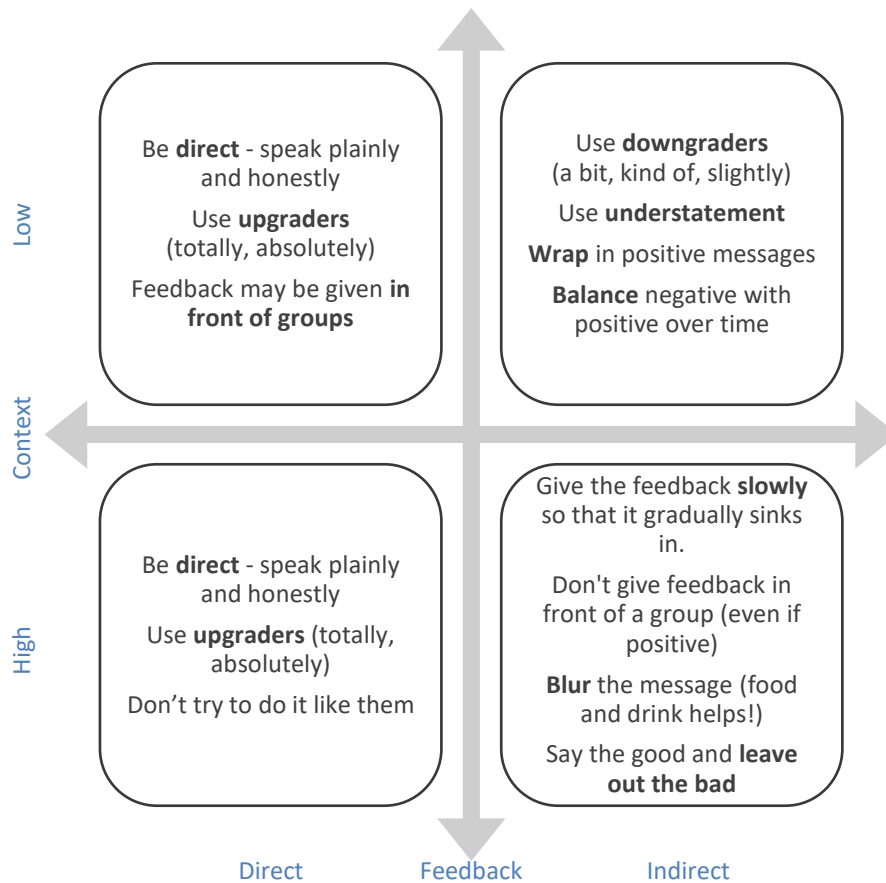 Low
Context
High
Be direct - speak plainly
and honestly
Use upgraders
(totally, absolutely)
Feedback may be given in
front of groups
Use downgraders
(a bit, kind of, slightly)
Use understatement
Wrap in positive messages
Balance negative with
positive over time
Be direct - speak plainly
and honestly
Use upgraders (totally,
absolutely)
Don’t try to do it like them
Give the feedback slowly
so that it gradually sinks
in.
Don't give feedback in
front of a group (even if
positive)
Blur the message (food
and drink helps!)
Say the good and leave
out the bad
Direct
Feedback
Indirect